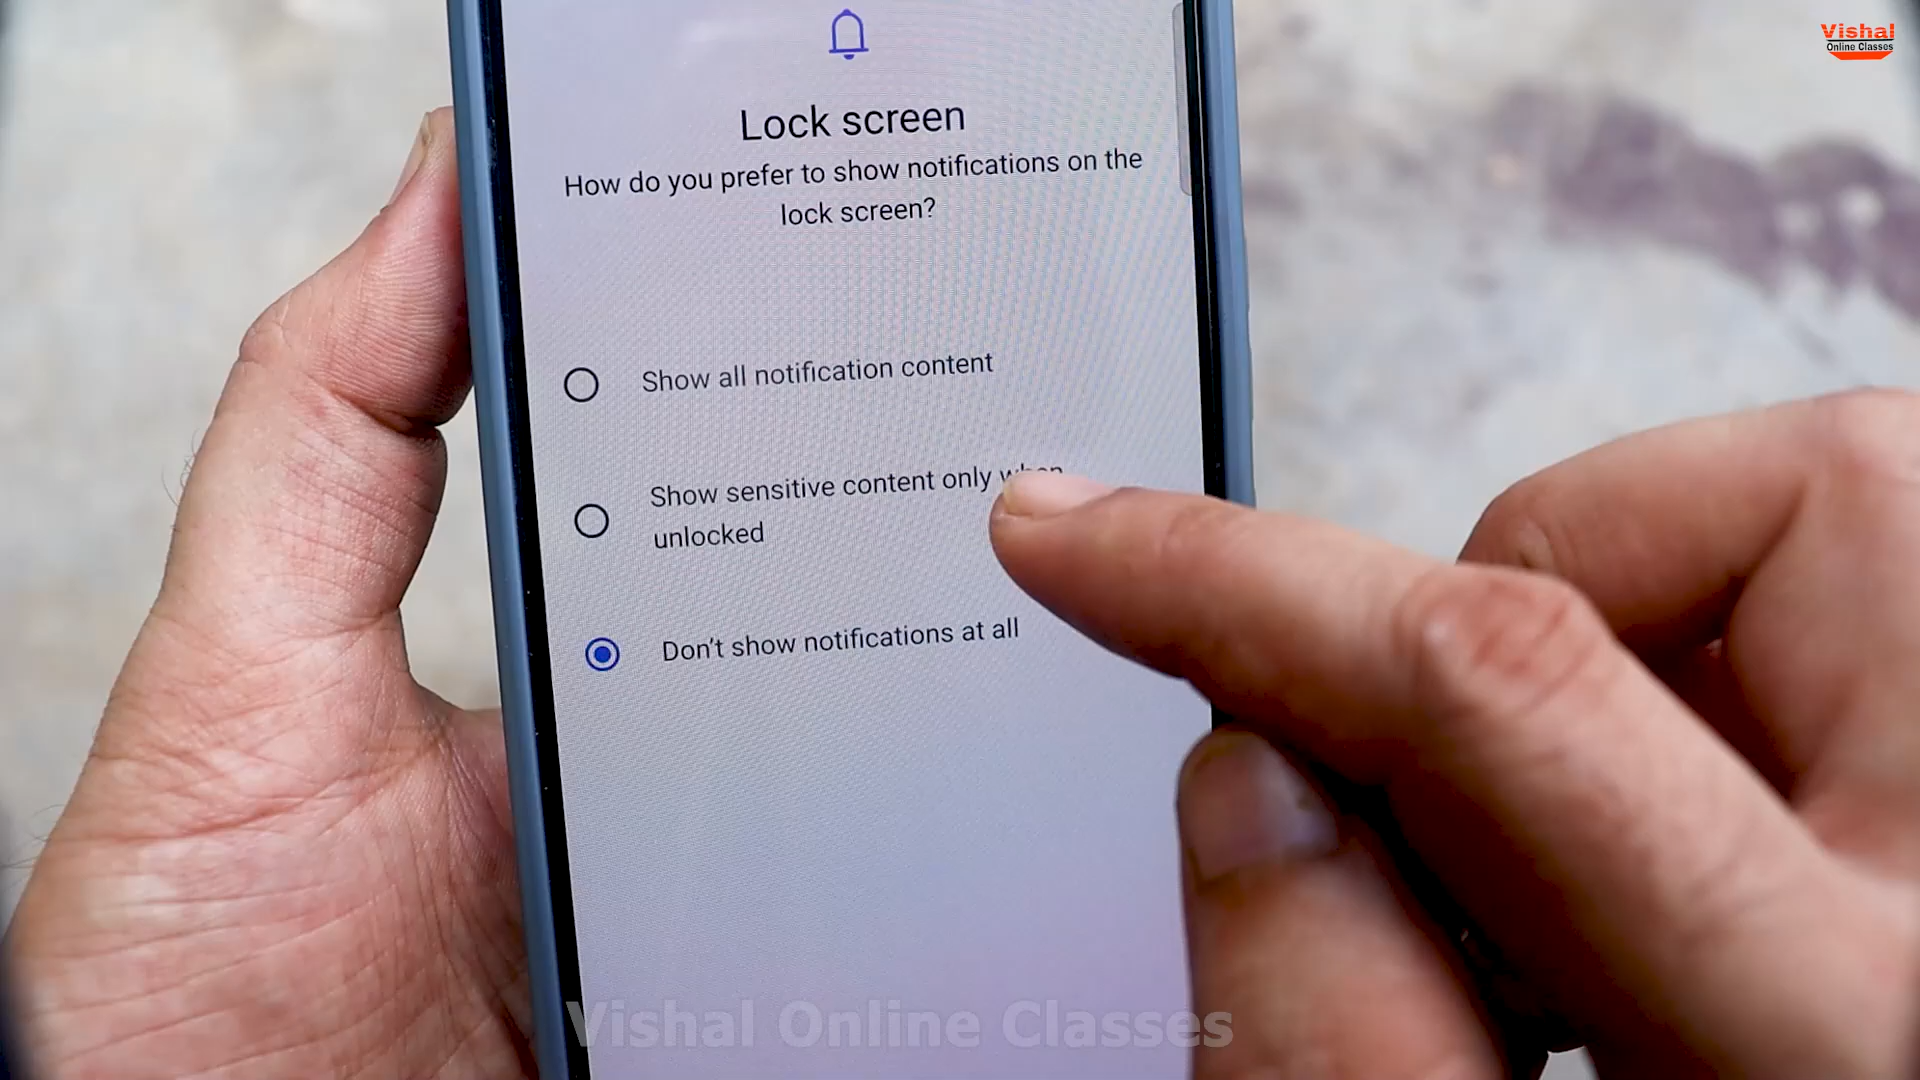 Vishal
Online Classes
Lock screen
How do you prefer to show notifications on the
lock screen?
Show all notification content
Show sensitive content only when
unlocked
Don't show notifications at all
Vishal Online Classes